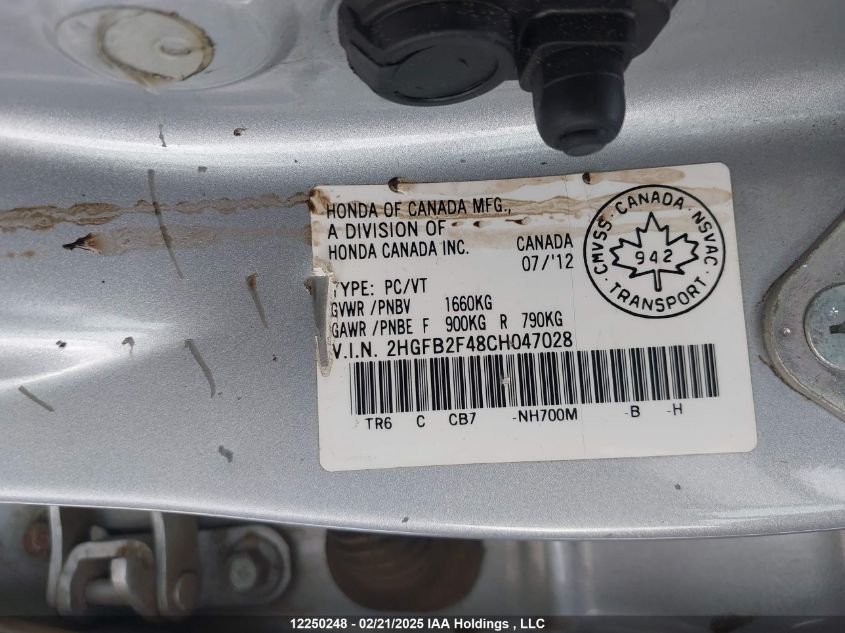 HONDA OF CANADA MFG.,
A DIVISION OF
HONDA CANADA INC.
CANADA
07/'12
TYPE: PC/VT
GVWR/PNBV 1660KG
GAWR/PNBE F 900KG R 790KG
V.I.N. 2HGFB2F48CH047028
TR6 C CB7 -NH700M -B -H
CMVSS · CANADA · NSVAC
942
TRANSPORT
12250248 - 02/21/2025 IAA Holdings , LLC